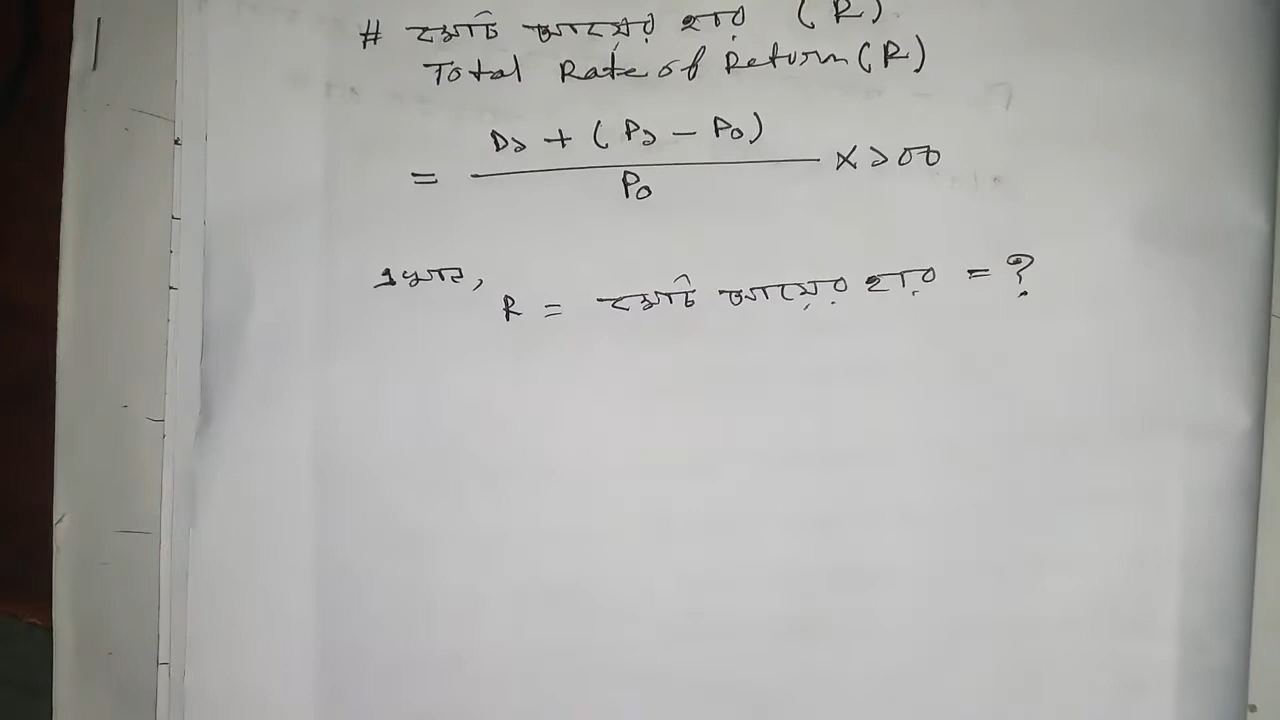 # মোট আয়ের হার (R)
Total Rate of Return (R)
= D১ + (P১ - P০) / P০ × ১০০
এখানে,
R = মোট আয়ের হার = ?